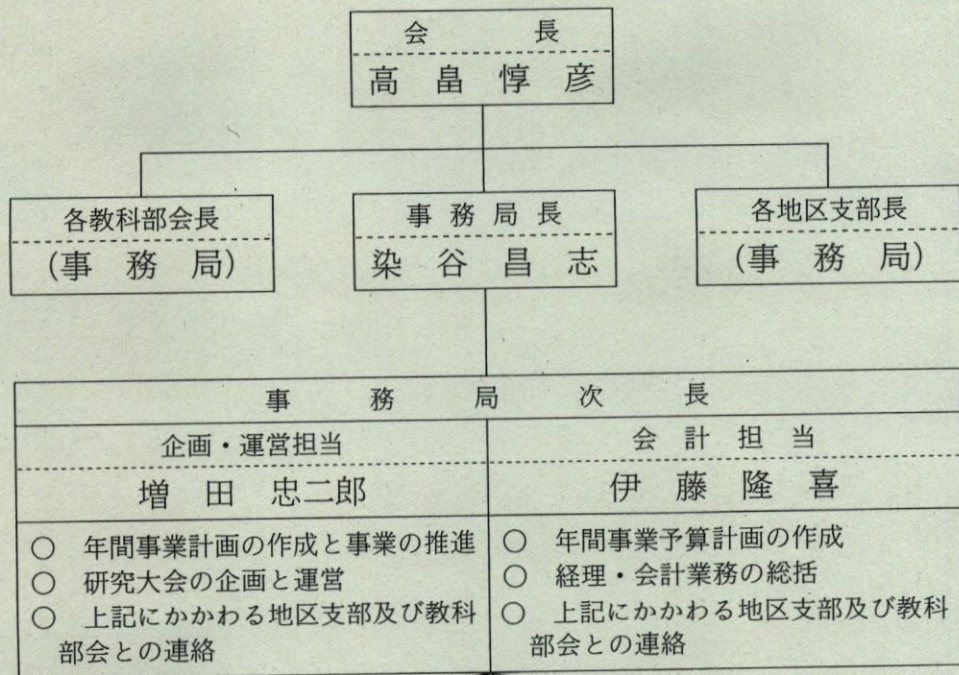 会長
高畠惇彦
各教科部会長
（事務局）
事務局長
染谷昌志
各地区支部長
（事務局）
事務局次長
企画・運営担当
増田忠二郎
○ 年間事業計画の作成と事業の推進
○ 研究大会の企画と運営
○ 上記にかかわる地区支部及び教科
部会との連絡
会計担当
伊藤隆喜
○ 年間事業予算計画の作成
○ 経理・会計業務の総括
○ 上記にかかわる地区支部及び教科
部会との連絡